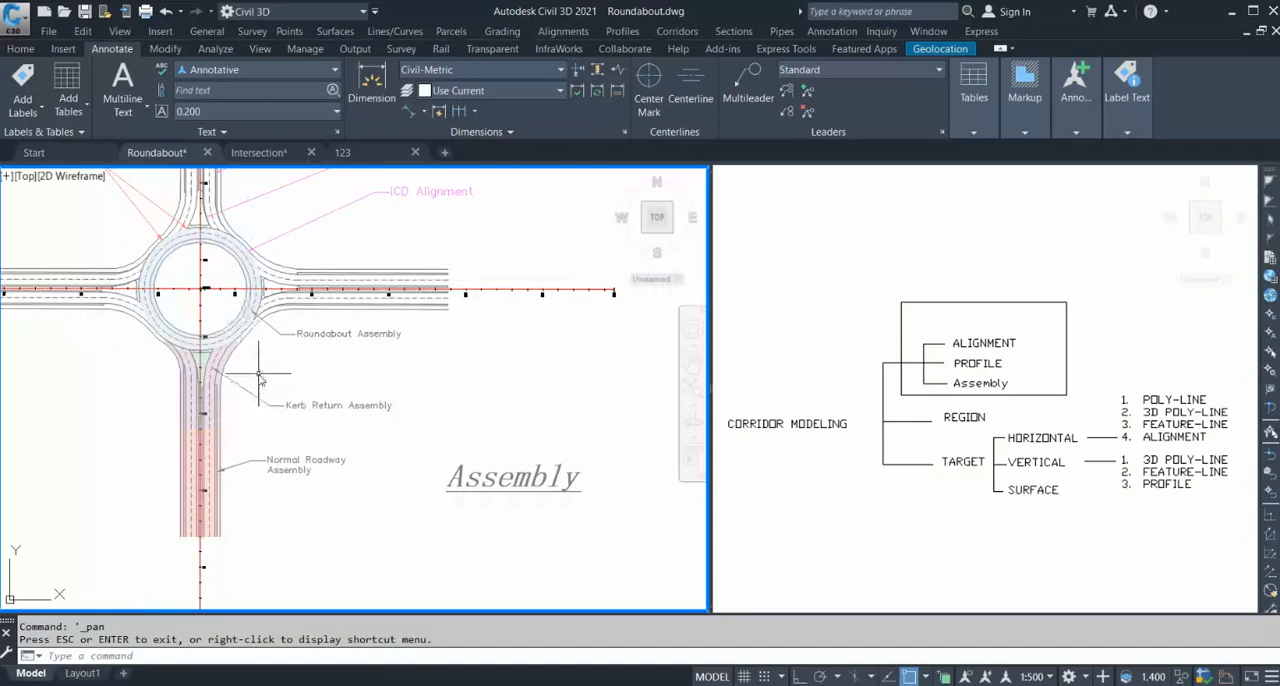 Civil 3D
Autodesk Civil 3D 2021 Roundabout.dwg
Type a keyword or phrase
Sign In
File Edit View Insert General Survey Points Surfaces Lines/Curves Parcels Grading Alignments Profiles Corridors Sections Pipes Annotation Inquiry Window Express
Home Insert Annotate Modify Analyze View Manage Output Survey Rail Transparent InfraWorks Collaborate Help Add-ins Express Tools Featured Apps Geolocation
Add Labels
Add Tables
Multiline Text
Annotative
Find text
0.200
Dimension
Civil-Metric
Use Current
Center Mark
Centerline
Multileader
Standard
Tables
Markup
Anno...
Label Text
Labels & Tables
Text
Dimensions
Centerlines
Leaders
Start
Roundabout*
Intersection*
123
[+][Top][2D Wireframe]
ICD Alignment
N
W TOP E
S
Unnamed
Roundabout Assembly
Kerb Return Assembly
Normal Roadway
Assembly
Assembly
Y
X
N
W TOP E
S
Unnamed
ALIGNMENT
PROFILE
Assembly
CORRIDOR MODELING
REGION
TARGET
HORIZONTAL
VERTICAL
SURFACE
1. POLY-LINE
2. 3D POLY-LINE
3. FEATURE-LINE
4. ALIGNMENT
1. 3D POLY-LINE
2. FEATURE-LINE
3. PROFILE
Command: '_pan
Press ESC or ENTER to exit, or right-click to display shortcut menu.
Type a command
Model Layout1
MODEL
1:500
1.400